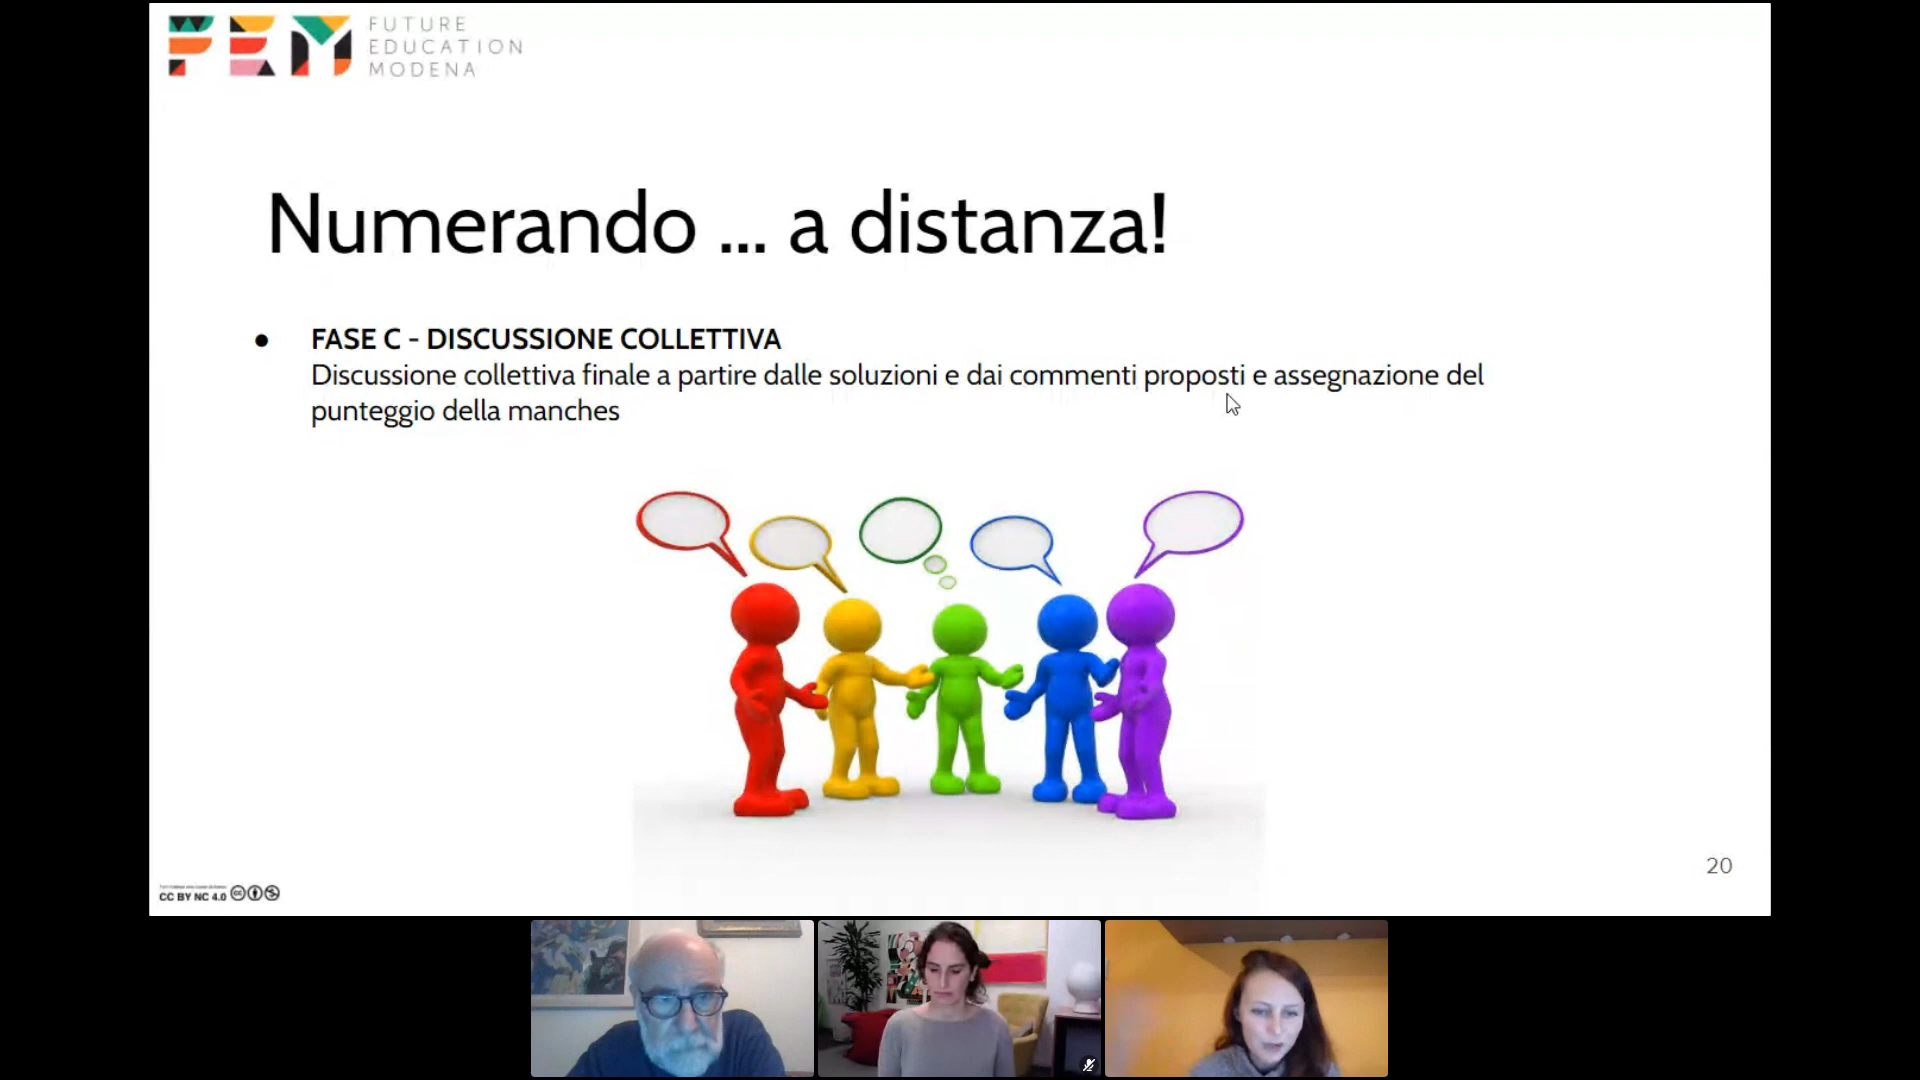 FEM
FUTURE
EDUCATION
MODENA
Numerando ... a distanza!
● FASE C - DISCUSSIONE COLLETTIVA
Discussione collettiva finale a partire dalle soluzioni e dai commenti proposti e assegnazione del
punteggio della manches
20
CC BY NC 4.0